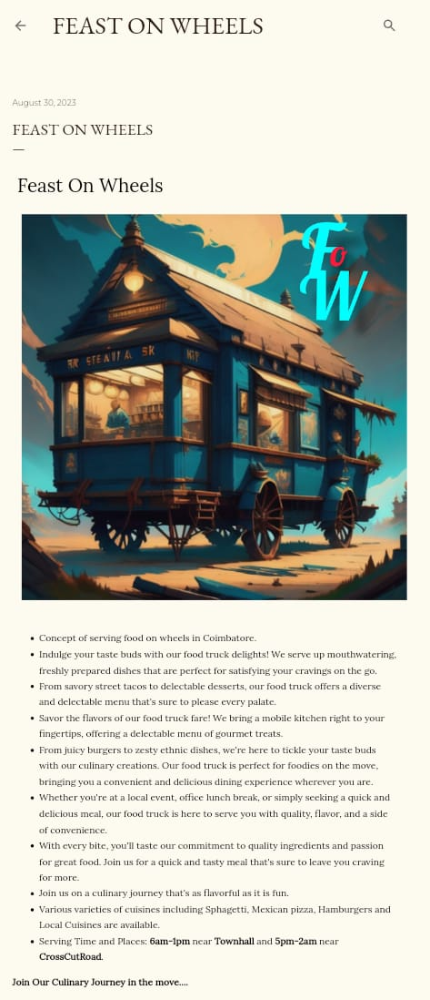 FEAST ON WHEELS
August 30, 2023
FEAST ON WHEELS
Feast On Wheels
FoW
SK
• Concept of serving food on wheels in Coimbatore.
• Indulge your taste buds with our food truck delights! We serve up mouthwatering,
freshly prepared dishes that are perfect for satisfying your cravings on the go.
• From savory street tacos to delectable desserts, our food truck offers a diverse
and delectable menu that's sure to please every palate.
• Savor the flavors of our food truck fare! We bring a mobile kitchen right to your
fingertips, offering a delectable menu of gourmet treats.
• From juicy burgers to zesty ethnic dishes, we're here to tickle your taste buds
with our culinary creations. Our food truck is perfect for foodies on the move,
bringing you a convenient and delicious dining experience wherever you are.
• Whether you're at a local event, office lunch break, or simply seeking a quick and
delicious meal, our food truck is here to serve you with quality, flavor, and a side
of convenience.
• With every bite, you'll taste our commitment to quality ingredients and passion
for great food. Join us for a quick and tasty meal that's sure to leave you craving
for more.
• Join us on a culinary journey that's as flavorful as it is fun.
• Various varieties of cuisines including Sphagetti, Mexican pizza, Hamburgers and
Local Cuisines are available.
• Serving Time and Places: 6am-1pm near Townhall and 5pm-2am near
CrossCutRoad.
Join Our Culinary Journey in the move....